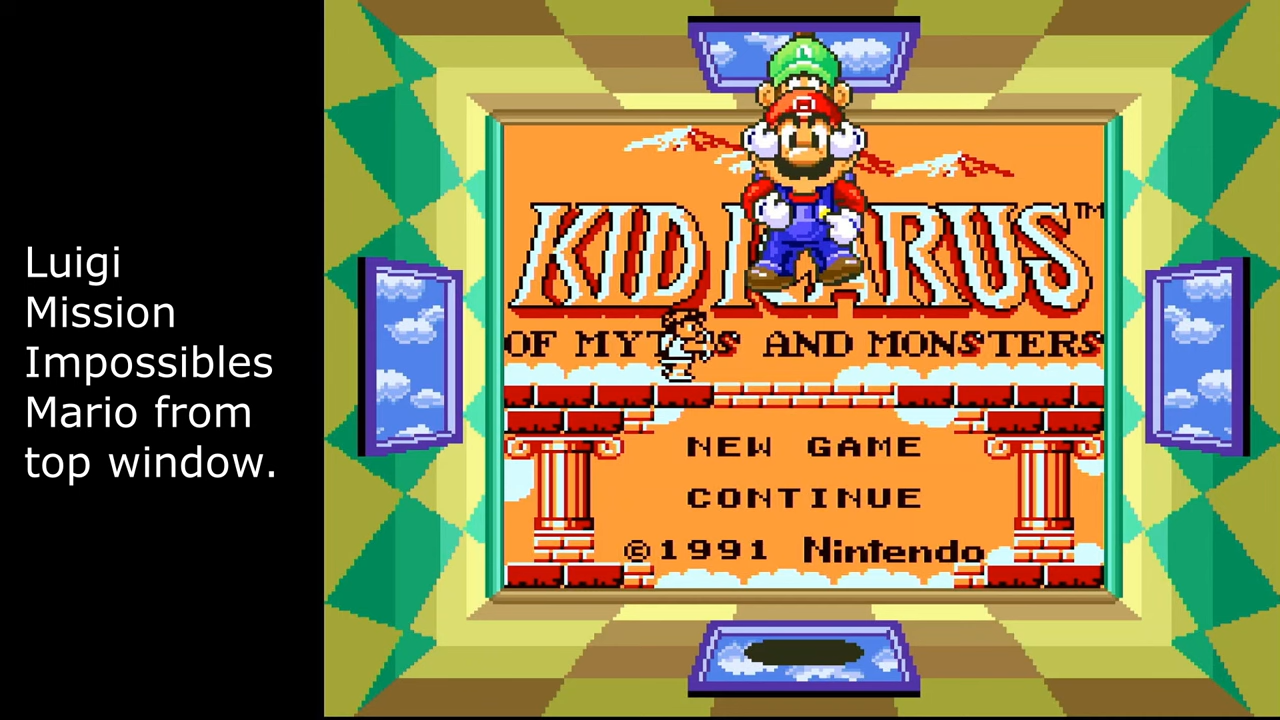 Luigi
Mission
Impossibles
Mario from
top window.
L
M
KID ICARUS™
OF MYTHS AND MONSTERS
NEW GAME
CONTINUE
©1991 Nintendo